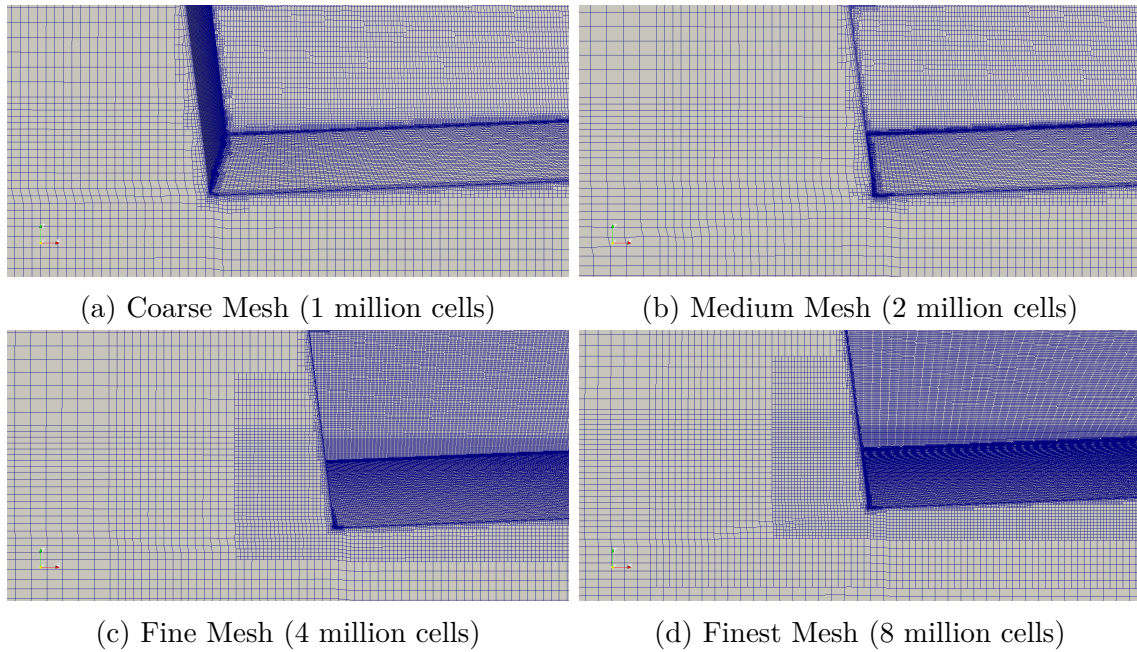 (a) Coarse Mesh (1 million cells)
(b) Medium Mesh (2 million cells)
(c) Fine Mesh (4 million cells)
(d) Finest Mesh (8 million cells)